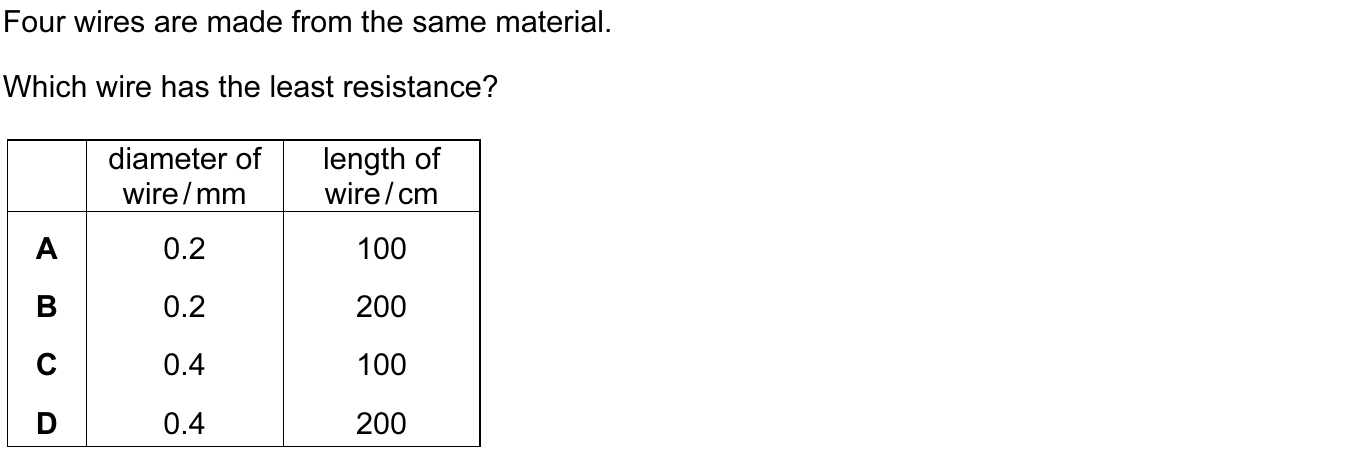 Four wires are made from the same material.
Which wire has the least resistance?
diameter of wire / mm length of wire / cm
A 0.2 100
B 0.2 200
C 0.4 100
D 0.4 200